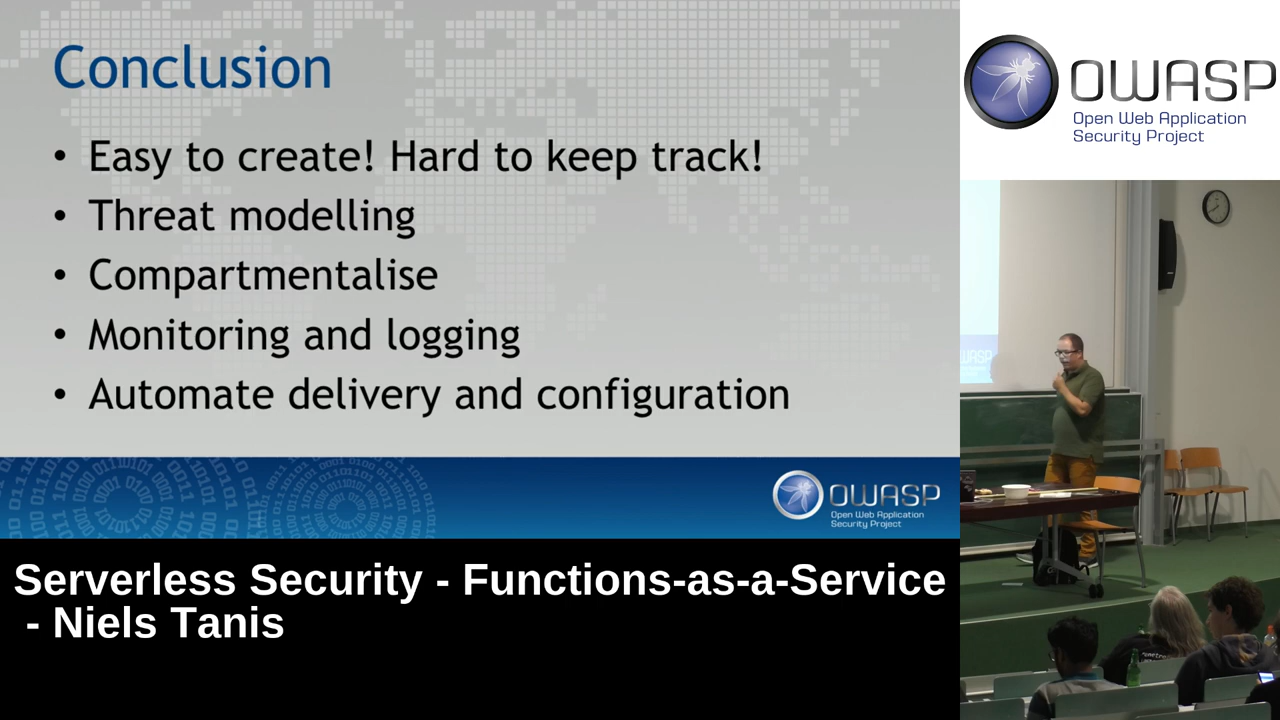 Conclusion
• Easy to create! Hard to keep track!
• Threat modelling
• Compartmentalise
• Monitoring and logging
• Automate delivery and configuration
OWASP
Open Web Application
Security Project
Serverless Security - Functions-as-a-Service
- Niels Tanis
OWASP
Open Web Application
Security Project